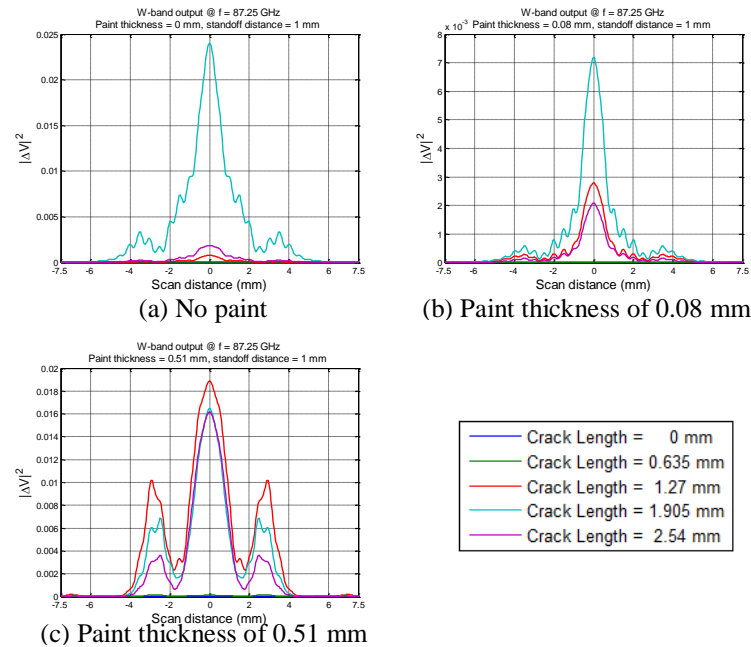 W-band output @ f = 87.25 GHz
Paint thickness = 0 mm, standoff distance = 1 mm
0.025
0.02
0.015
0.01
0.005
0
|ΔV|²
-7.5 -6 -4 -2 0 2 4 6 7.5
Scan distance (mm)
(a) No paint
W-band output @ f = 87.25 GHz
Paint thickness = 0.08 mm, standoff distance = 1 mm
x 10⁻³
8
7
6
5
4
3
2
1
0
|ΔV|²
-7.5 -6 -4 -2 0 2 4 6 7.5
Scan distance (mm)
(b) Paint thickness of 0.08 mm
W-band output @ f = 87.25 GHz
Paint thickness = 0.51 mm, standoff distance = 1 mm
0.02
0.018
0.016
0.014
0.012
0.01
0.008
0.006
0.004
0.002
0
|ΔV|²
-7.5 -6 -4 -2 0 2 4 6 7.5
Scan distance (mm)
(c) Paint thickness of 0.51 mm
Crack Length = 0 mm
Crack Length = 0.635 mm
Crack Length = 1.27 mm
Crack Length = 1.905 mm
Crack Length = 2.54 mm